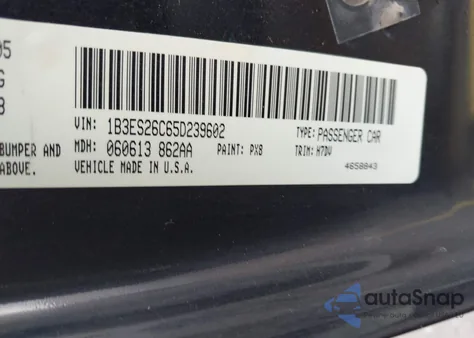 05
G
8
VIN: 1B3ES26C65D239602
TYPE: PASSENGER CAR
BUMPER AND
MDH: 060613 862AA
PAINT: PX8
TRIM: H7DV
ABOVE.
VEHICLE MADE IN U.S.A.
4658843
autoSnap